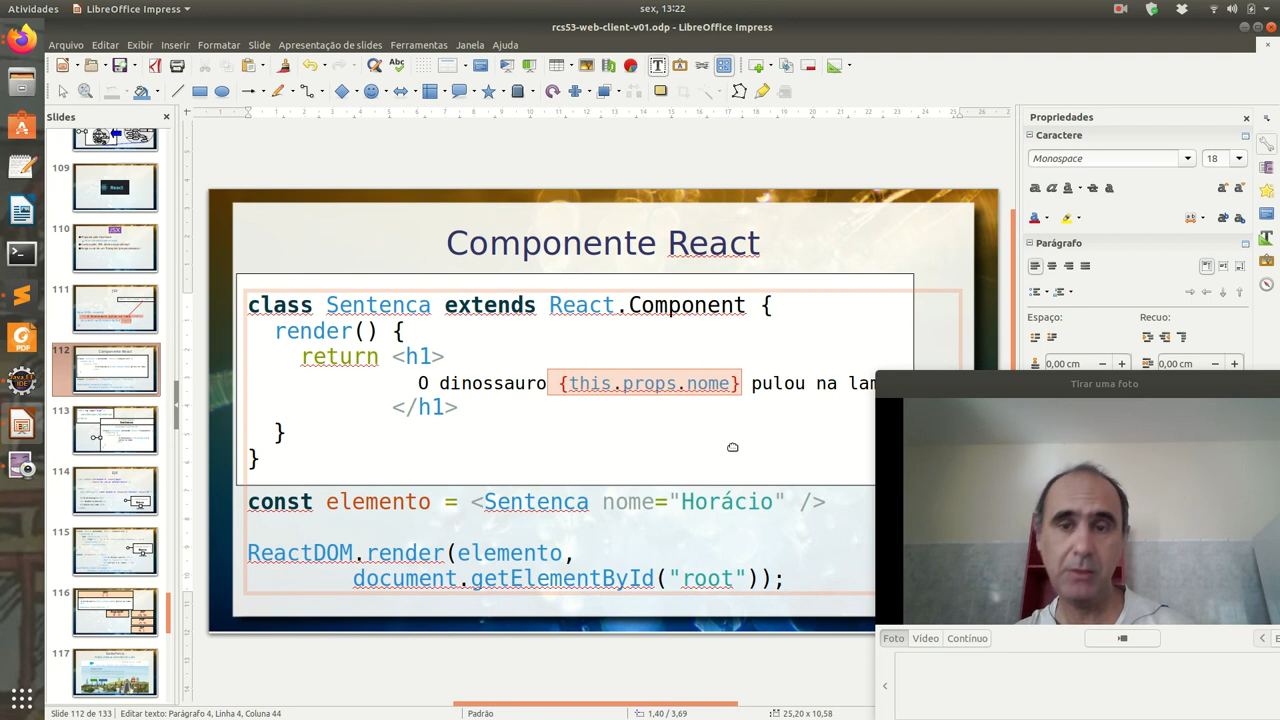 Atividades
LibreOffice Impress
sex, 13:22
rcs53-web-client-v01.odp - LibreOffice Impress
Arquivo Editar Exibir Inserir Formatar Slide Apresentação de slides Ferramentas Janela Ajuda
Slides
109
React
110
JSX
111
112
113
114
115
116
117
Componente React
class Sentenca extends React.Component {
render() {
return <h1>
O dinossauro {this.props.nome} pulou na lam
</h1>
}
}
const elemento = <Sentenca nome="Horácio" />
ReactDOM.render(elemento,
document.getElementById("root"));
Propriedades
Caractere
Monospace
18
Parágrafo
Espaço:
Recuo:
0,00 cm
0,00 cm
Tirar uma foto
Foto Vídeo Contínuo
Slide 112 de 133
Editar texto: Parágrafo 4, Linha 4, Coluna 44
Padrão
1,40 / 3,69
25,20 x 10,58